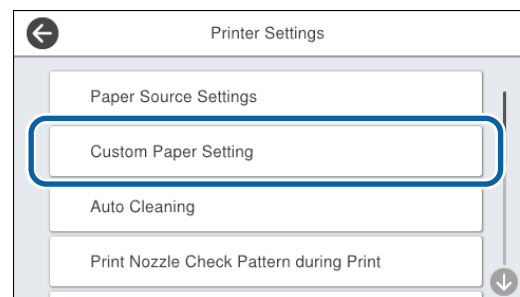 Printer Settings
Paper Source Settings
Custom Paper Setting
Auto Cleaning
Print Nozzle Check Pattern during Print